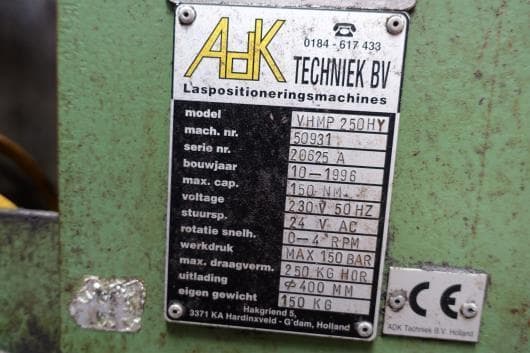 AdK
0184-617 433
TECHNIEK BV
Laspositioneringsmachines
model VHMP 250HY
mach. nr. 50931
serie nr. 20625 A
bouwjaar 10-1996
max. cap. 150 NM.
voltage 230 V 50 HZ
stuursp. 24 V AC
rotatie snelh. 0-4 RPM
werkdruk MAX 150 BAR
max. draagverm. 250 KG HOR
uitlading ϕ 400 MM
eigen gewicht 150 KG
Hakgriend 5,
3371 KA Hardinxveld - G'dam, Holland
CE
ADK Techniek B.V. Holland